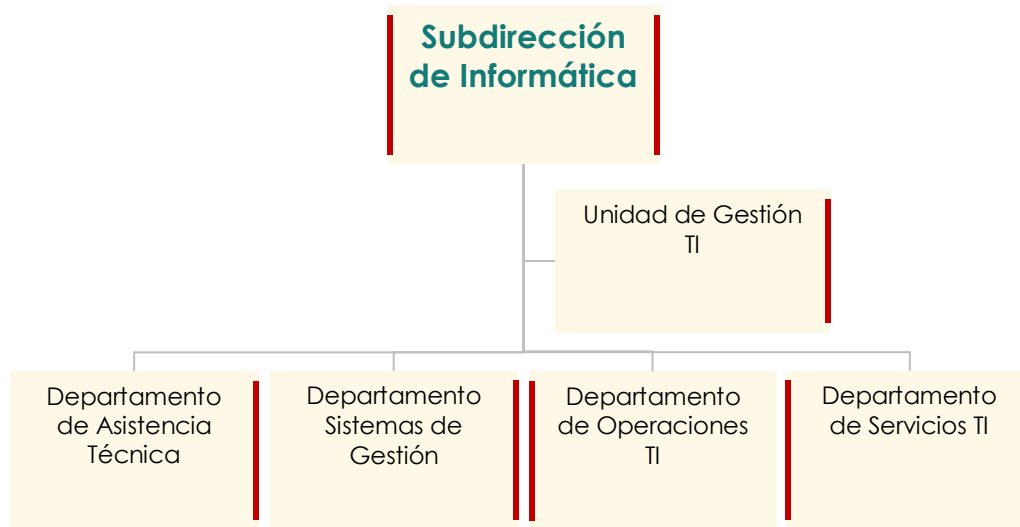 Subdirección
de Informática
Unidad de Gestión
TI
Departamento
de Asistencia
Técnica
Departamento
Sistemas de
Gestión
Departamento
de Operaciones
TI
Departamento
de Servicios TI